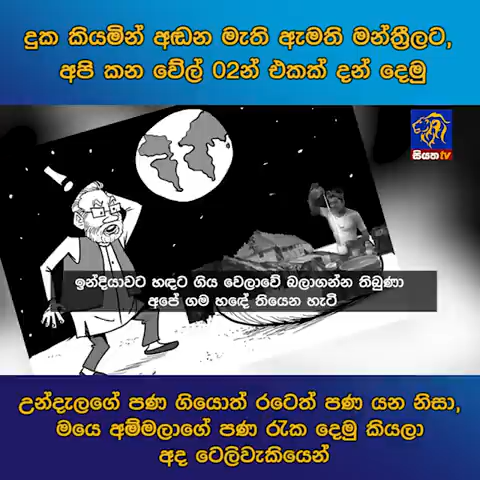 දුක කියමින් අඬන මැති ඇමති මන්ත්‍රීලට,
අපි කන වේල් 02න් එකක් දන් දෙමු
සියත tv
ඉන්දියාවට හඳට ගිය වෙලාවේ බලාගන්න තිබුණා
අපේ ගම හඳේ තියෙන හැටි
උන්දැලගේ පණ ගියොත් රටෙත් පණ යන නිසා,
මයෙ අම්මලාගේ පණ රැක දෙමු කියලා
අද ටෙලිවැකියෙන්